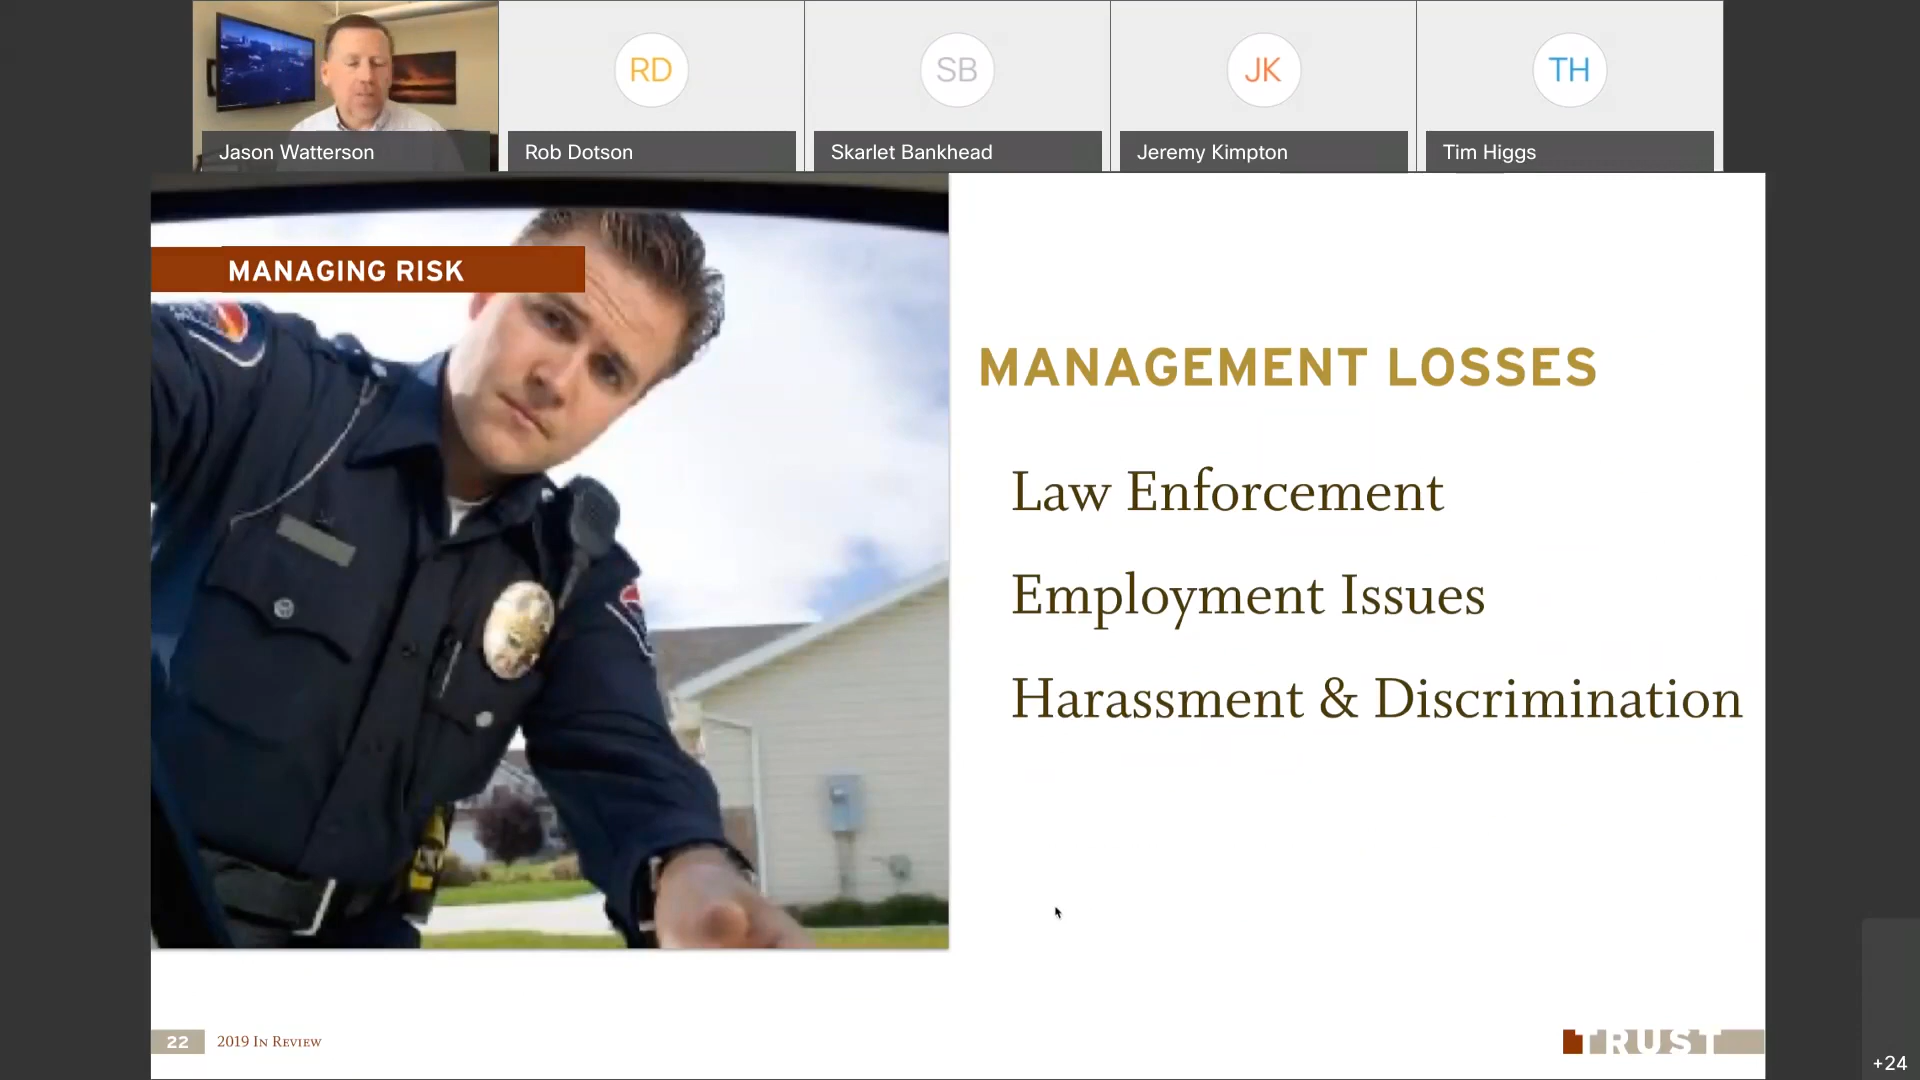 RD
SB
JK
TH
Jason Watterson
Rob Dotson
Skarlet Bankhead
Jeremy Kimpton
Tim Higgs
MANAGING RISK
MANAGEMENT LOSSES
Law Enforcement
Employment Issues
Harassment & Discrimination
22
2019 In Review
TRUST
+24